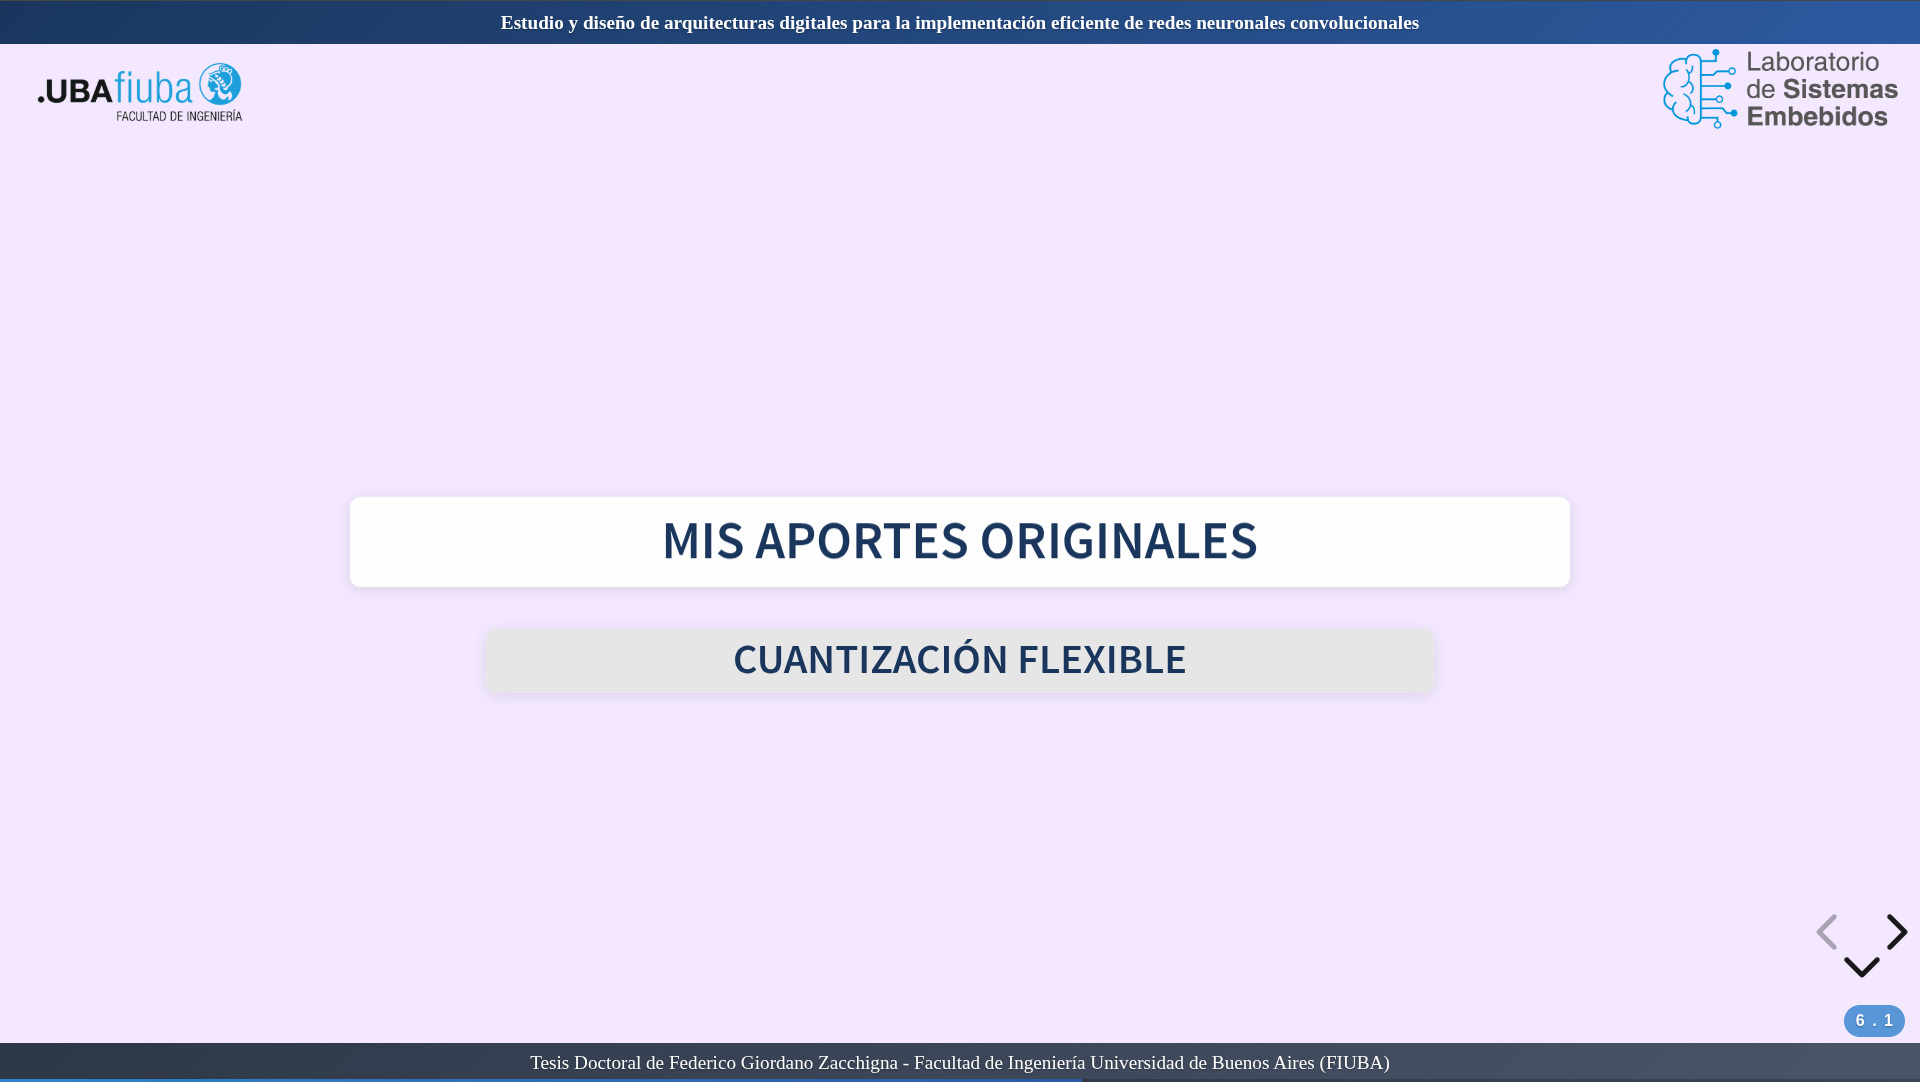 Estudio y diseño de arquitecturas digitales para la implementación eficiente de redes neuronales convolucionales
.UBAfiuba
FACULTAD DE INGENIERÍA
Laboratorio
de Sistemas
Embebidos
MIS APORTES ORIGINALES
CUANTIZACIÓN FLEXIBLE
6 . 1
Tesis Doctoral de Federico Giordano Zacchigna - Facultad de Ingeniería Universidad de Buenos Aires (FIUBA)